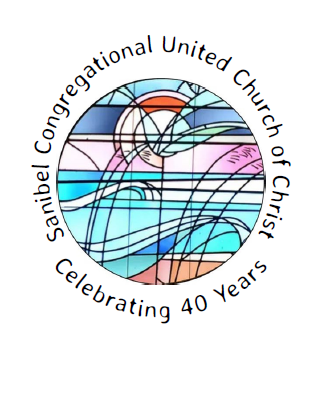 Sanibel Congregational United Church of Christ
Celebrating 40 Years